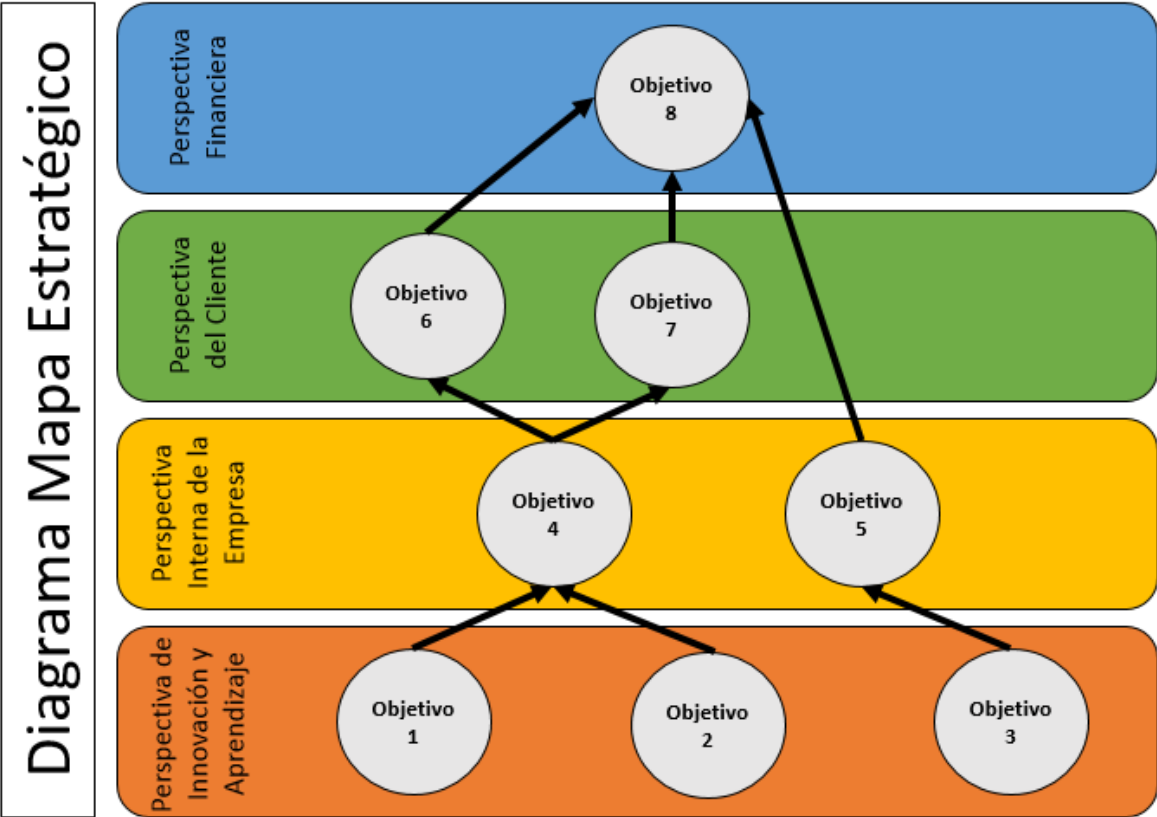 Diagrama Mapa Estratégico
Perspectiva
Financiera
Objetivo
8
Perspectiva
del Cliente
Objetivo
6
Objetivo
7
Perspectiva
Interna de la
Empresa
Objetivo
4
Objetivo
5
Perspectiva de
Innovación y
Aprendizaje
Objetivo
1
Objetivo
2
Objetivo
3